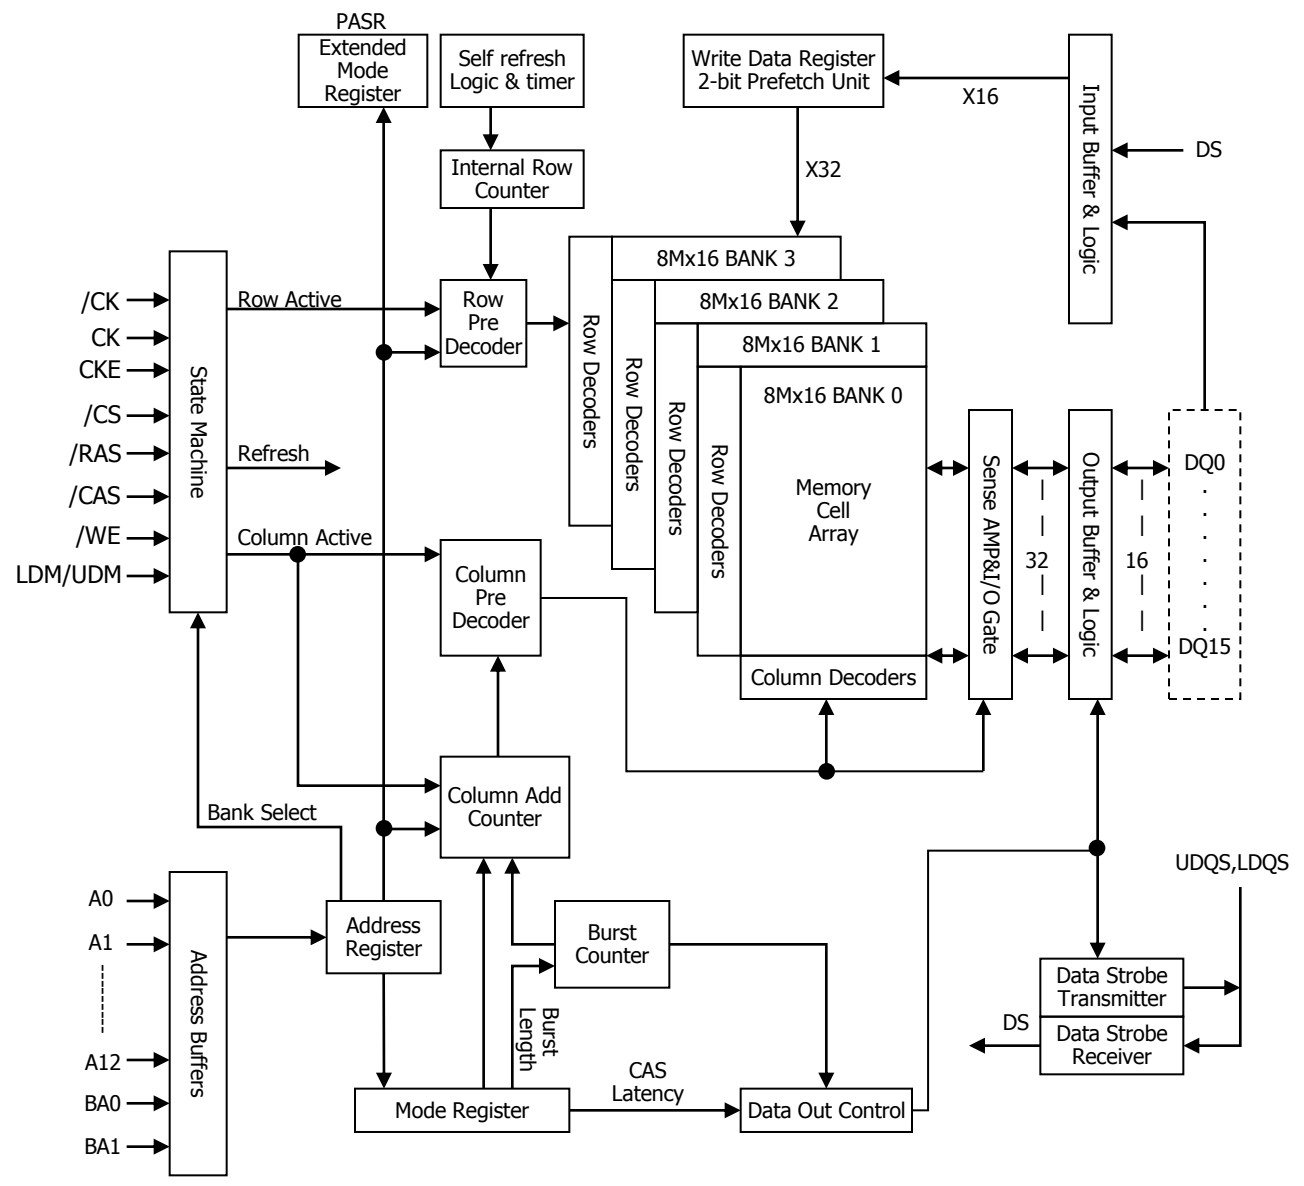 PASR
Extended
Mode
Register
Self refresh
Logic & timer
Write Data Register
2-bit Prefetch Unit
X16
Input Buffer & Logic
DS
Internal Row
Counter
X32
8Mx16 BANK 3
8Mx16 BANK 2
8Mx16 BANK 1
8Mx16 BANK 0
Row Decoders
Row Decoders
Row Decoders
Row Decoders
Memory
Cell
Array
Column Decoders
/CK
CK
CKE
/CS
/RAS
/CAS
/WE
LDM/UDM
State Machine
Row Active
Refresh
Column Active
Row
Pre
Decoder
Column
Pre
Decoder
Sense AMP&I/O Gate
32
Output Buffer & Logic
16
DQ0
DQ15
Column Add
Counter
Bank Select
A0
A1
A12
BA0
BA1
Address Buffers
Address
Register
Burst
Counter
Burst
Length
Mode Register
CAS
Latency
Data Out Control
UDQS,LDQS
Data Strobe
Transmitter
DS
Data Strobe
Receiver